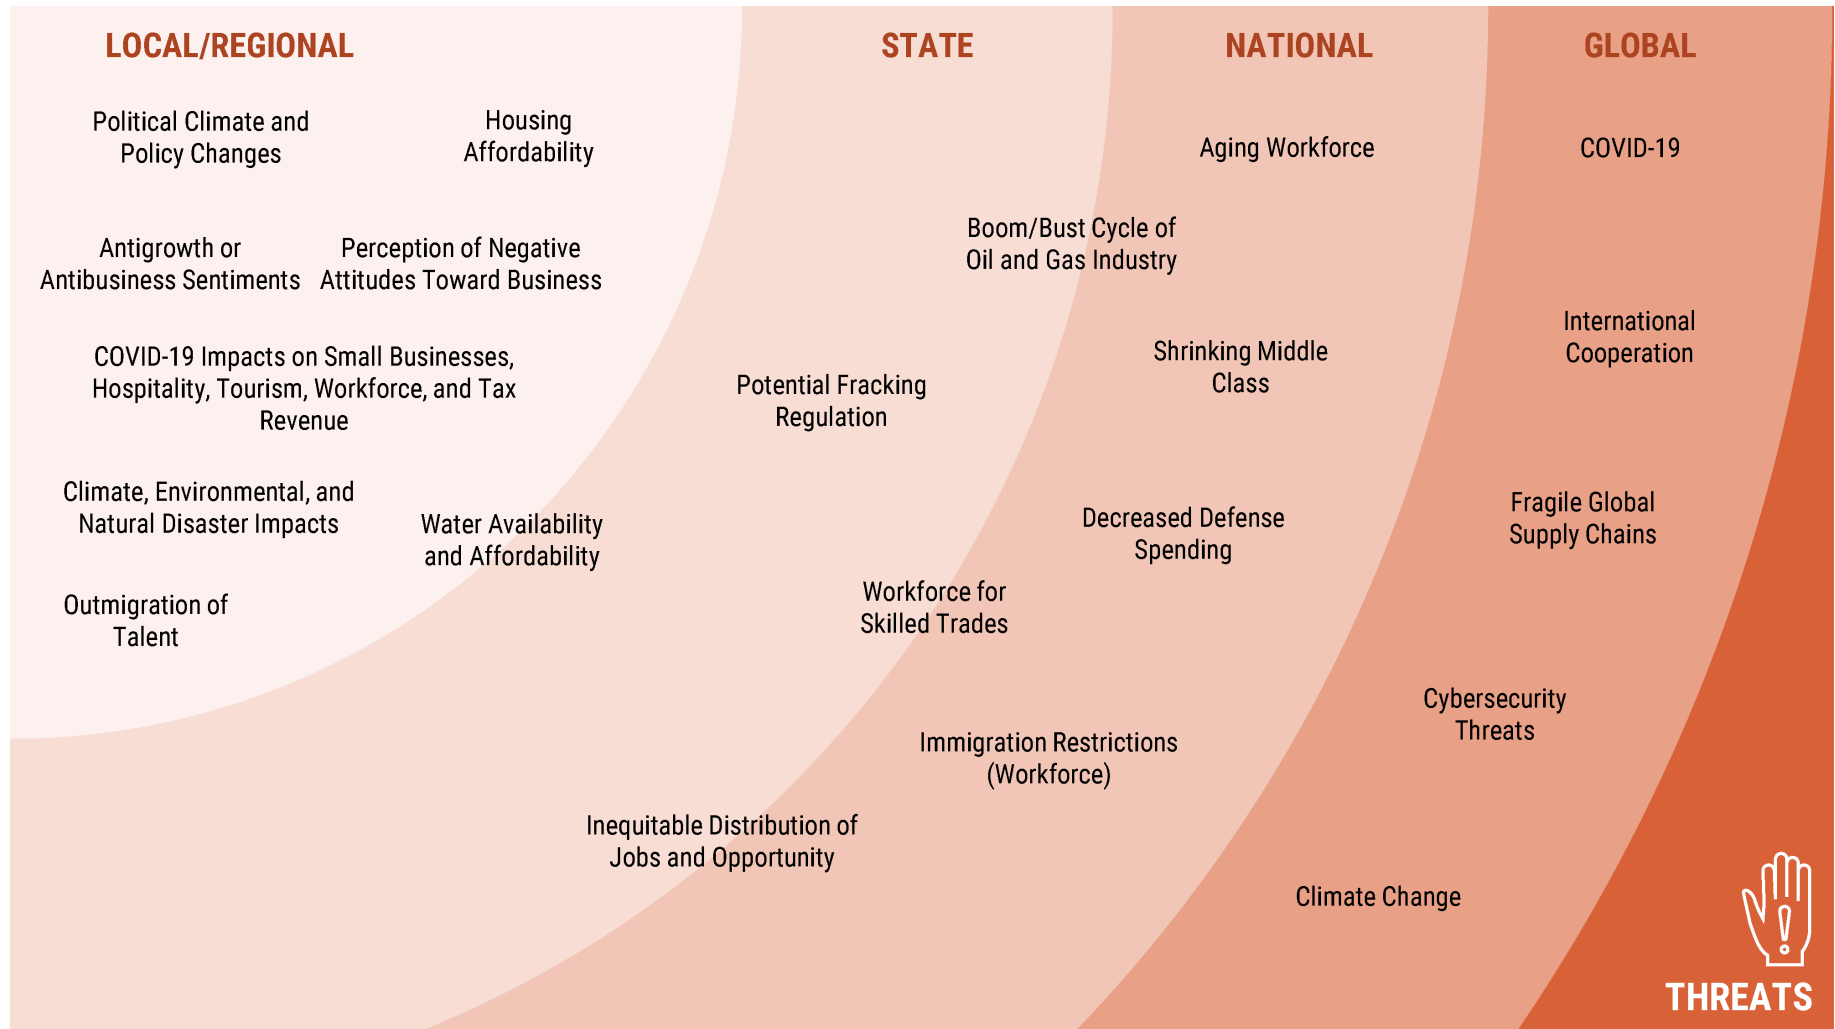 LOCAL/REGIONAL
STATE
NATIONAL
GLOBAL
Political Climate and
Policy Changes
Housing
Affordability
Antigrowth or
Antibusiness Sentiments
Perception of Negative
Attitudes Toward Business
COVID-19 Impacts on Small Businesses,
Hospitality, Tourism, Workforce, and Tax
Revenue
Climate, Environmental, and
Natural Disaster Impacts
Water Availability
and Affordability
Outmigration of
Talent
Potential Fracking
Regulation
Boom/Bust Cycle of
Oil and Gas Industry
Workforce for
Skilled Trades
Inequitable Distribution of
Jobs and Opportunity
Aging Workforce
Shrinking Middle
Class
Decreased Defense
Spending
Immigration Restrictions
(Workforce)
COVID-19
International
Cooperation
Fragile Global
Supply Chains
Cybersecurity
Threats
Climate Change
THREATS